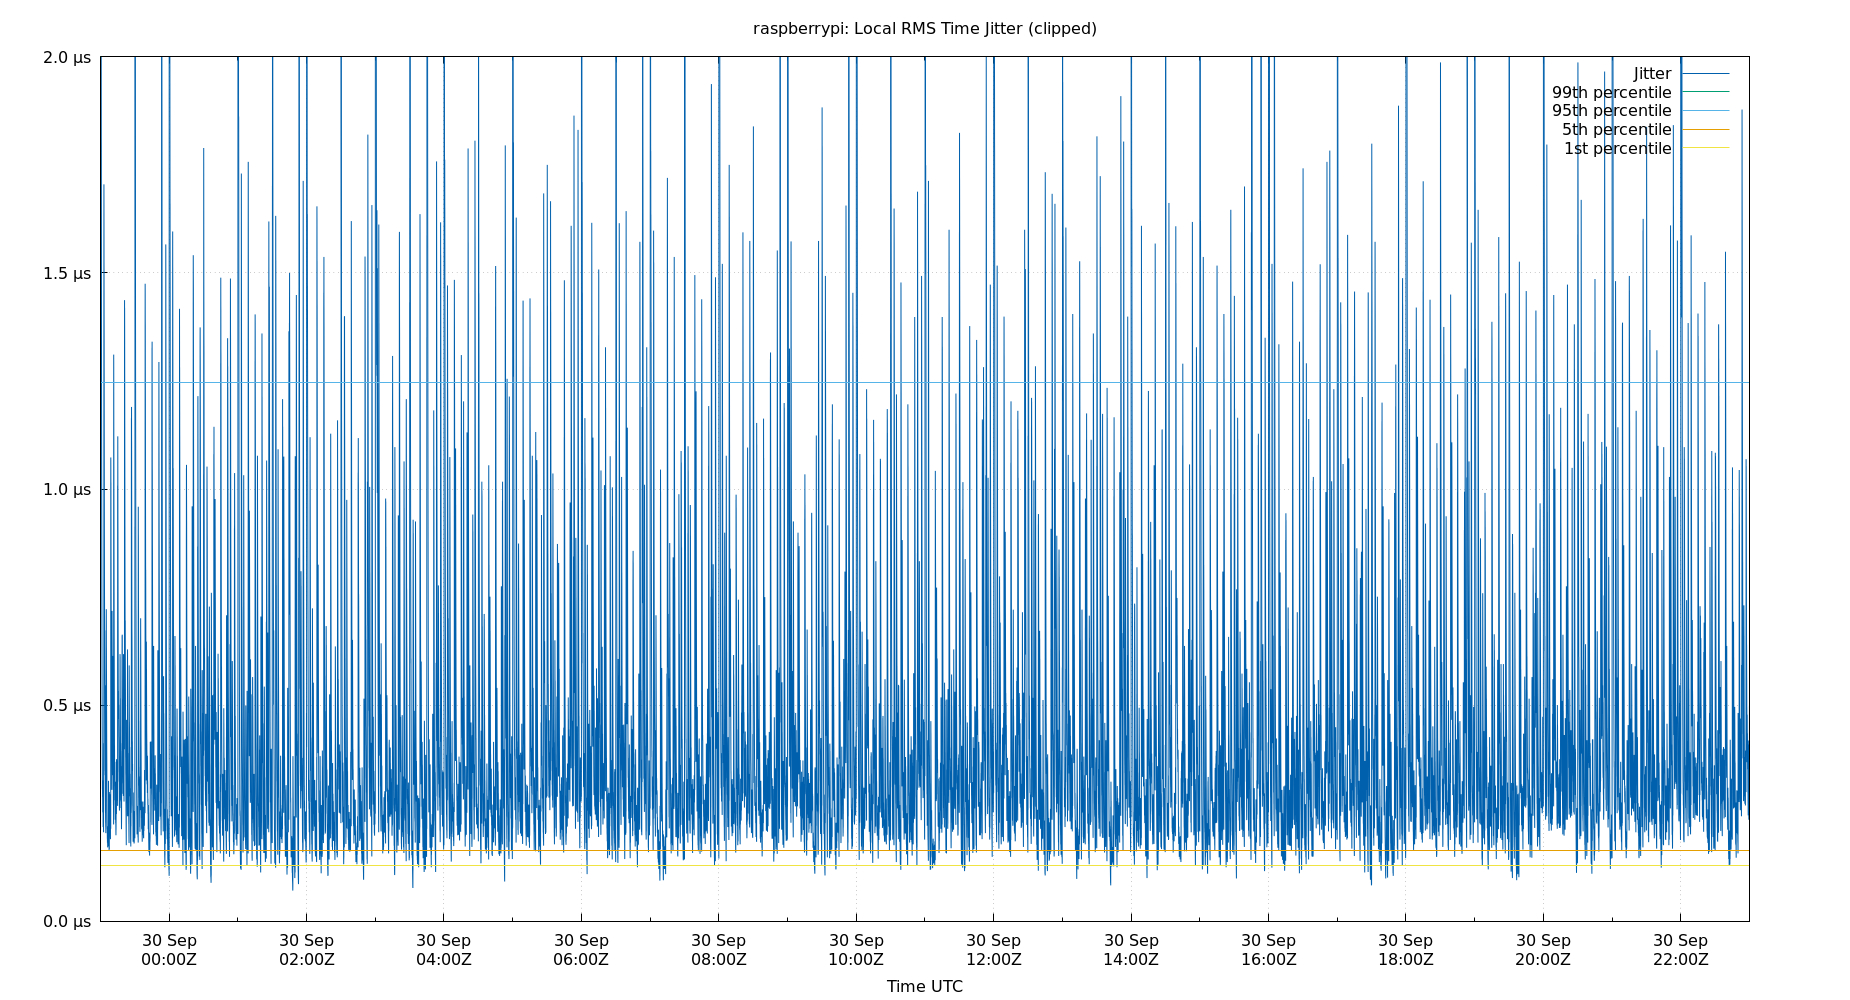 raspberrypi: Local RMS Time Jitter (clipped)
2.0 µs
1.5 µs
1.0 µs
0.5 µs
0.0 µs
Jitter
99th percentile
95th percentile
5th percentile
1st percentile
30 Sep 30 Sep 30 Sep 30 Sep 30 Sep 30 Sep 30 Sep 30 Sep 30 Sep 30 Sep 30 Sep 30 Sep
00:00Z 02:00Z 04:00Z 06:00Z 08:00Z 10:00Z 12:00Z 14:00Z 16:00Z 18:00Z 20:00Z 22:00Z
Time UTC